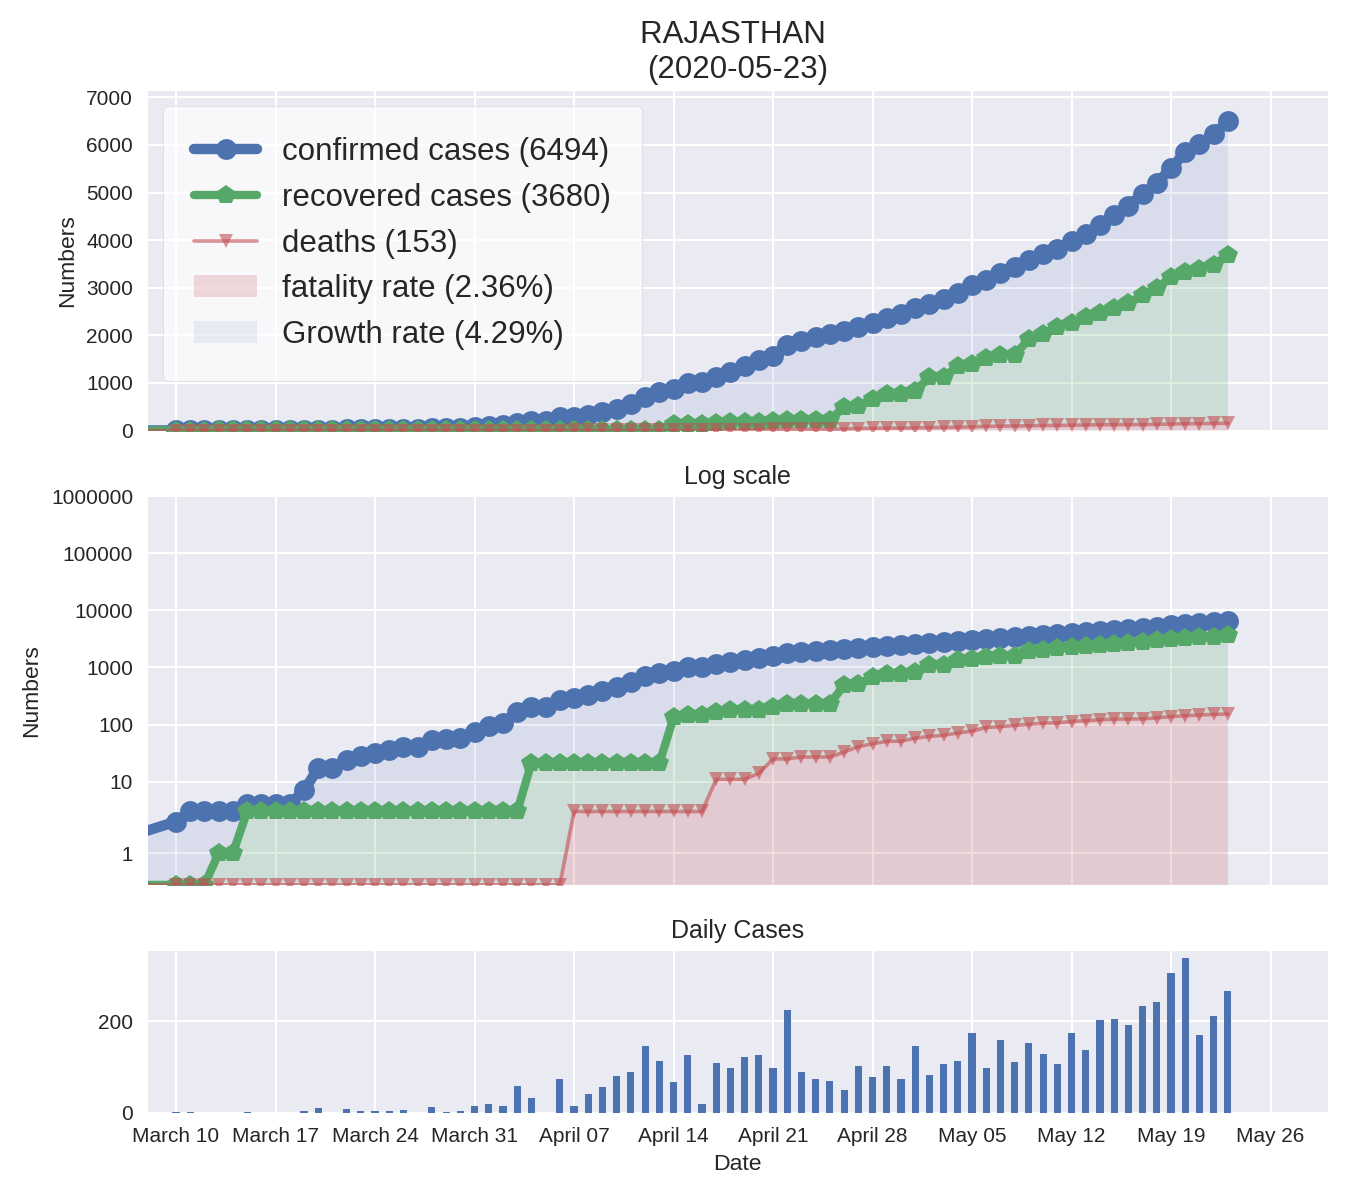 RAJASTHAN
(2020-05-23)
7000
6000
5000
4000
3000
2000
1000
0
Numbers
confirmed cases (6494)
recovered cases (3680)
deaths (153)
fatality rate (2.36%)
Growth rate (4.29%)
Log scale
1000000
100000
10000
1000
100
10
1
Numbers
Daily Cases
200
0
March 10 March 17 March 24 March 31 April 07 April 14 April 21 April 28 May 05 May 12 May 19 May 26
Date